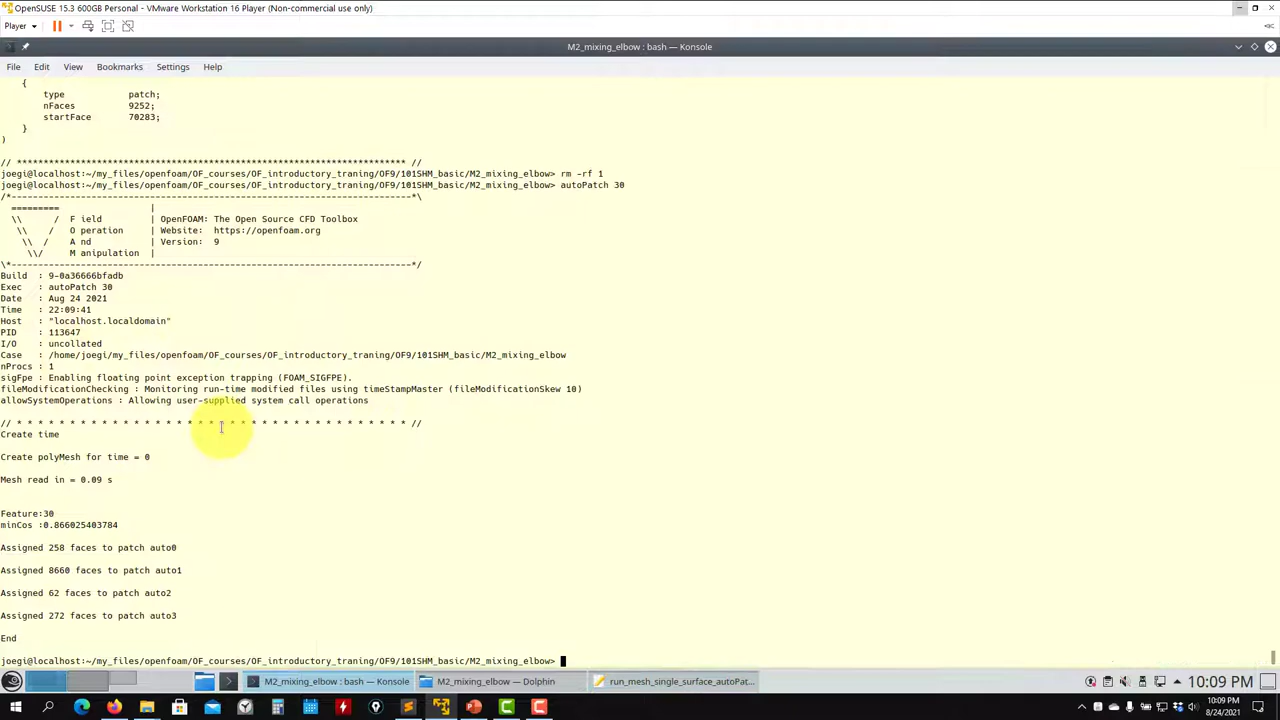 OpenSUSE 15.3 600GB Personal - VMware Workstation 16 Player (Non-commercial use only)
Player
M2_mixing_elbow : bash — Konsole
File Edit View Bookmarks Settings Help
{
type patch;
nFaces 9252;
startFace 70283;
}
)
// ************************************************************************* //
joegi@localhost:~/my_files/openfoam/OF_courses/OF_introductory_traning/OF9/101SHM_basic/M2_mixing_elbow> rm -rf 1
joegi@localhost:~/my_files/openfoam/OF_courses/OF_introductory_traning/OF9/101SHM_basic/M2_mixing_elbow> autoPatch 30
/*---------------------------------------------------------------------------*\
========= |
\\ / F ield | OpenFOAM: The Open Source CFD Toolbox
\\ / O peration | Website: https://openfoam.org
\\ / A nd | Version: 9
\\/ M anipulation |
\*---------------------------------------------------------------------------*/
Build : 9-0a36666bfadb
Exec : autoPatch 30
Date : Aug 24 2021
Time : 22:09:41
Host : "localhost.localdomain"
PID : 113647
I/O : uncollated
Case : /home/joegi/my_files/openfoam/OF_courses/OF_introductory_traning/OF9/101SHM_basic/M2_mixing_elbow
nProcs : 1
sigFpe : Enabling floating point exception trapping (FOAM_SIGFPE).
fileModificationChecking : Monitoring run-time modified files using timeStampMaster (fileModificationSkew 10)
allowSystemOperations : Allowing user-supplied system call operations
// * * * * * * * * * * * * * * * * * * * * * * * * * * * * * * * * * * * * * //
Create time
Create polyMesh for time = 0
Mesh read in = 0.09 s
Feature:30
minCos :0.866025403784
Assigned 258 faces to patch auto0
Assigned 8660 faces to patch auto1
Assigned 62 faces to patch auto2
Assigned 272 faces to patch auto3
End
joegi@localhost:~/my_files/openfoam/OF_courses/OF_introductory_traning/OF9/101SHM_basic/M2_mixing_elbow>
M2_mixing_elbow : bash — Konsole
M2_mixing_elbow — Dolphin
run_mesh_single_surface_autoPat...
10:09 PM
10:09 PM
8/24/2021